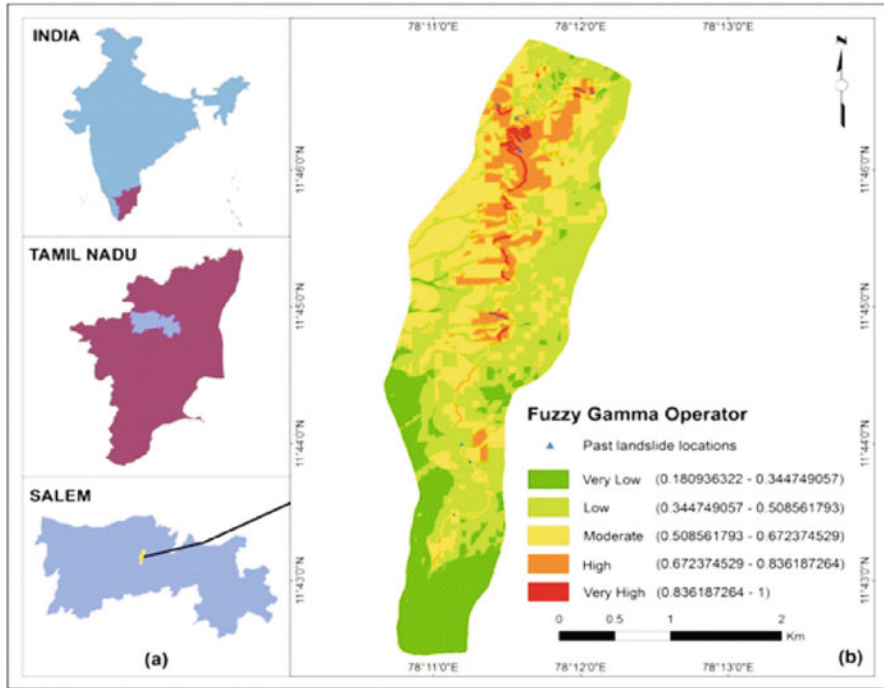 INDIA
TAMIL NADU
SALEM
(a)
78°11'0"E 78°12'0"E 78°13'0"E
N
11°46'0"N
11°45'0"N
11°44'0"N
11°43'0"N
Fuzzy Gamma Operator
Past landslide locations
Very Low (0.180936322 - 0.344749057)
Low (0.344749057 - 0.508561793)
Moderate (0.508561793 - 0.672374529)
High (0.672374529 - 0.836187264)
Very High (0.836187264 - 1)
0 0.5 1 2
Km
(b)
11°46'0"N
11°45'0"N
11°44'0"N
11°43'0"N
78°11'0"E 78°12'0"E 78°13'0"E